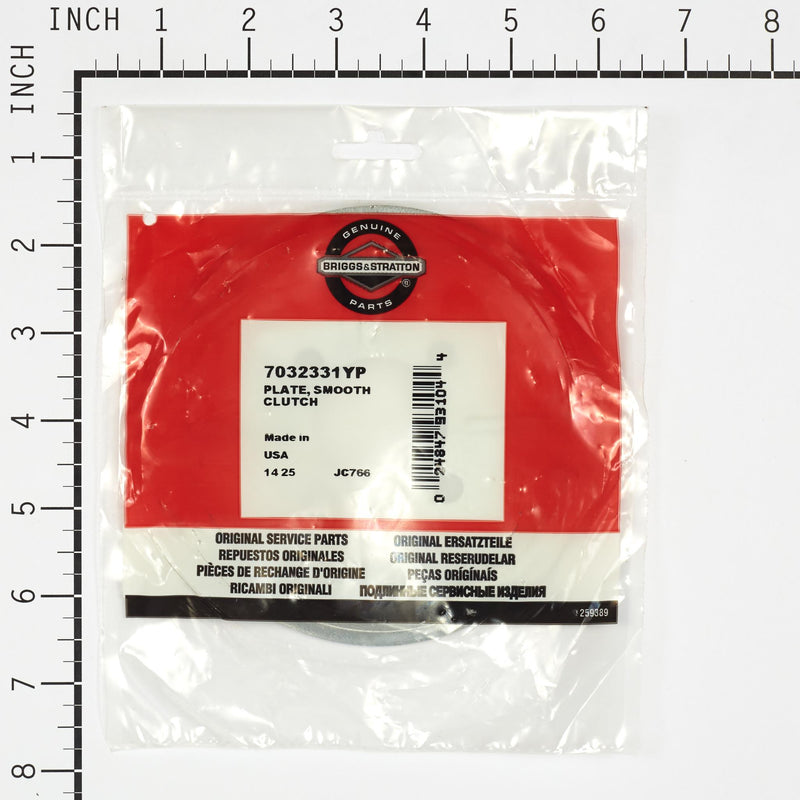 INCH 1 2 3 4 5 6 7 8
INCH 1 2 3 4 5 6 7 8
GENUINE
BRIGGS&STRATTON
®
PARTS
7032331YP
PLATE, SMOOTH
CLUTCH
Made in
USA
14 25 JC766
0 24847 93104 4
ORIGINAL SERVICE PARTS
REPUESTOS ORIGINALES
PIÈCES DE RECHANGE D'ORIGINE
RICAMBI ORIGINALI
ORIGINAL ERSATZTEILE
ORIGINAL RESERUDELAR
PEÇAS ORIGÍNAIS
ПОДЛИННЫЕ СЕРВИСНЫЕ ИЗДЕЛИЯ
259389